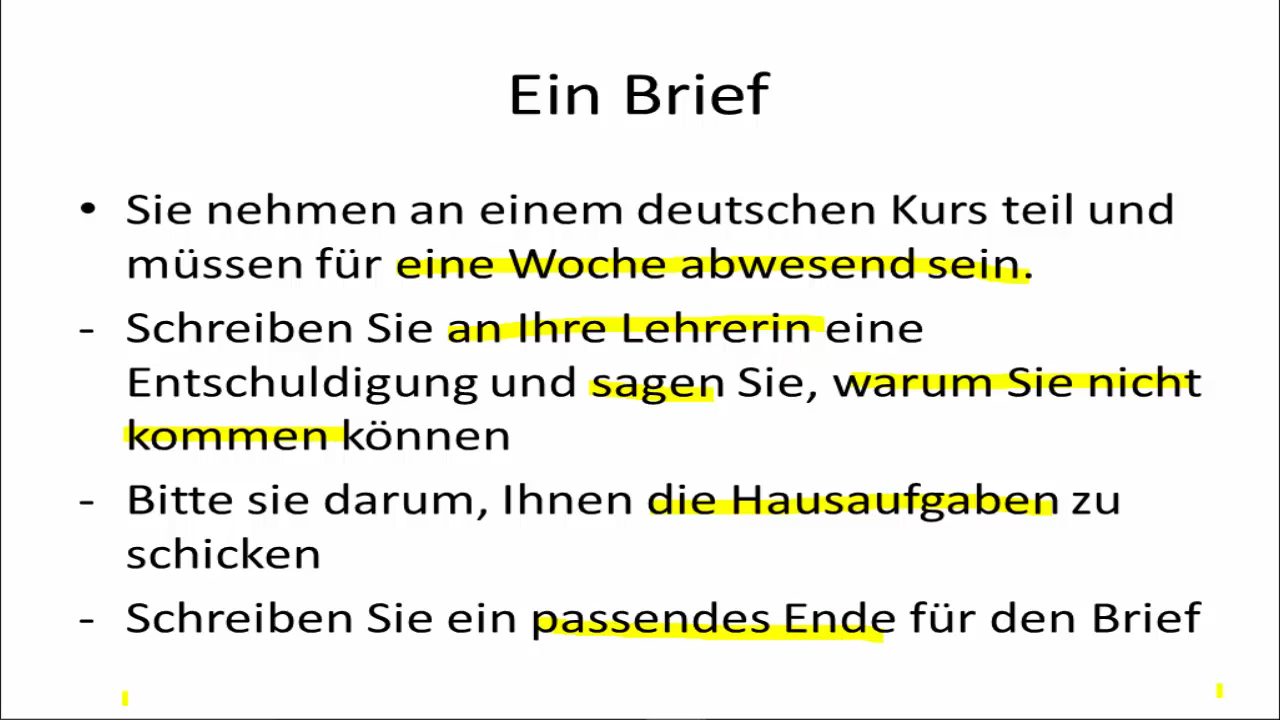 Ein Brief
• Sie nehmen an einem deutschen Kurs teil und
müssen für eine Woche abwesend sein.
- Schreiben Sie an Ihre Lehrerin eine
Entschuldigung und sagen Sie, warum Sie nicht
kommen können
- Bitte sie darum, Ihnen die Hausaufgaben zu
schicken
- Schreiben Sie ein passendes Ende für den Brief